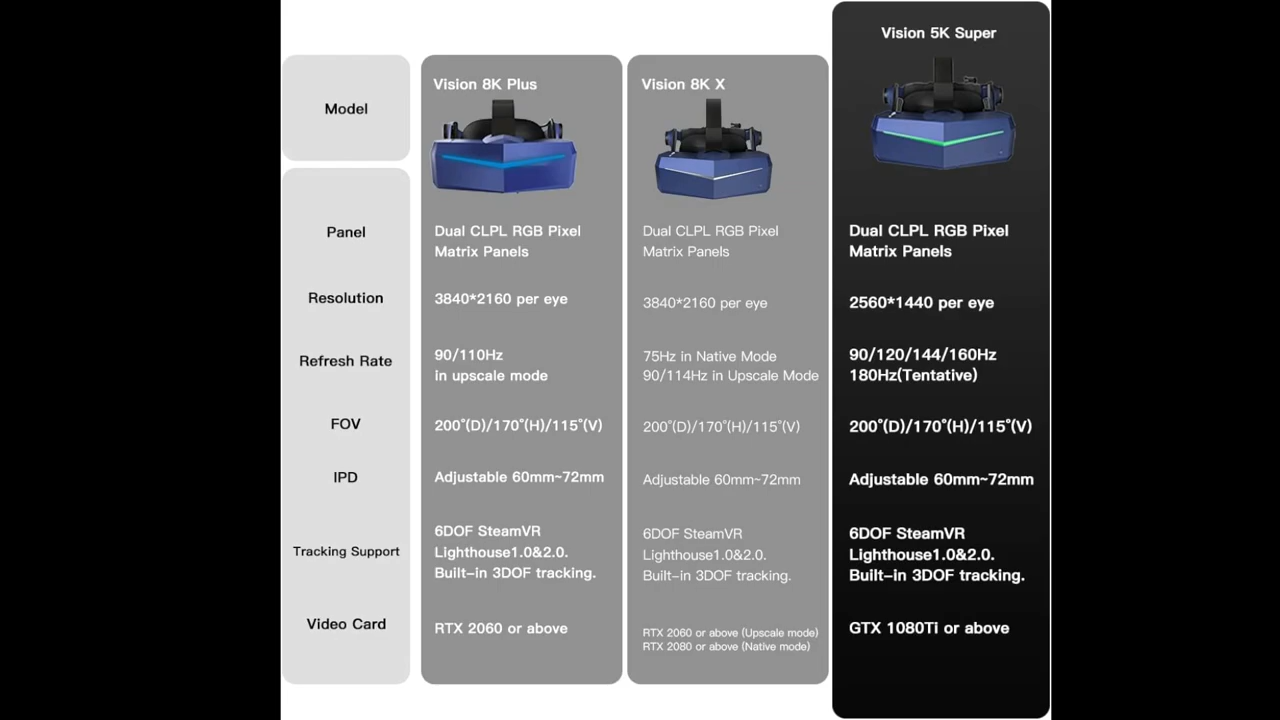 Model
Vision 8K Plus
Vision 8K X
Vision 5K Super
Panel
Dual CLPL RGB Pixel
Matrix Panels
Dual CLPL RGB Pixel
Matrix Panels
Dual CLPL RGB Pixel
Matrix Panels
Resolution
3840*2160 per eye
3840*2160 per eye
2560*1440 per eye
Refresh Rate
90/110Hz
in upscale mode
75Hz in Native Mode
90/114Hz in Upscale Mode
90/120/144/160Hz
180Hz(Tentative)
FOV
200°(D)/170°(H)/115°(V)
200°(D)/170°(H)/115°(V)
200°(D)/170°(H)/115°(V)
IPD
Adjustable 60mm~72mm
Adjustable 60mm~72mm
Adjustable 60mm~72mm
Tracking Support
6DOF SteamVR
Lighthouse1.0&2.0.
Built-in 3DOF tracking.
6DOF SteamVR
Lighthouse1.0&2.0.
Built-in 3DOF tracking.
6DOF SteamVR
Lighthouse1.0&2.0.
Built-in 3DOF tracking.
Video Card
RTX 2060 or above
RTX 2060 or above (Upscale mode)
RTX 2080 or above (Native mode)
GTX 1080Ti or above